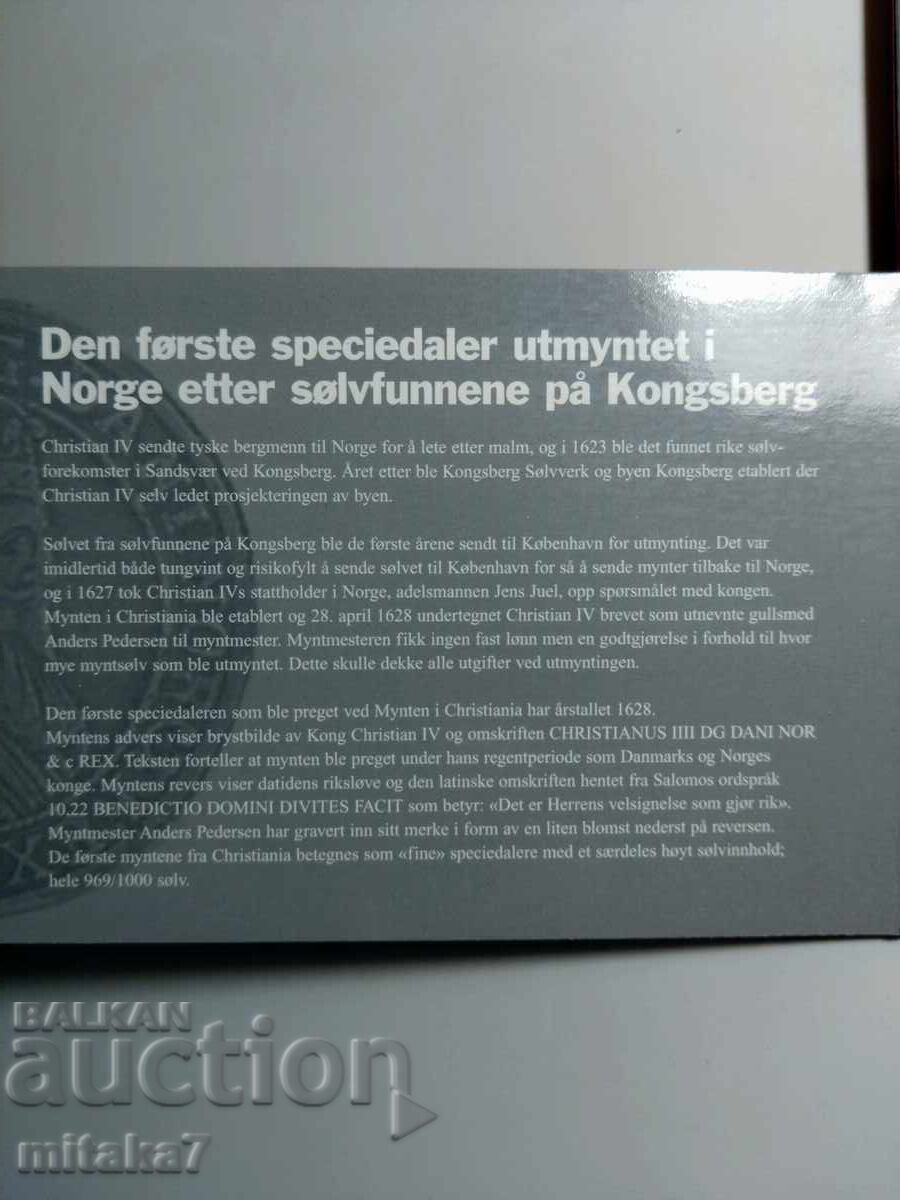 Den første speciedaler utmyntet i
Norge etter sølvfunnene på Kongsberg
Christian IV sendte tyske bergmenn til Norge for å lete etter malm, og i 1623 ble det funnet rike sølv-
forekomster i Sandsvær ved Kongsberg. Året etter ble Kongsberg Sølvverk og byen Kongsberg etablert der
Christian IV selv ledet prosjekteringen av byen.
Sølvet fra sølvfunnene på Kongsberg ble de første årene sendt til København for utmynting. Det var
imidlertid både tungvint og risikofylt å sende sølvet til København for så å sende mynter tilbake til Norge,
og i 1627 tok Christian IVs stattholder i Norge, adelsmannen Jens Juel, opp spørsmålet med kongen.
Mynten i Christiania ble etablert og 28. april 1628 undertegnet Christian IV brevet som utnevnte gullsmed
Anders Pedersen til myntmester. Myntmesteren fikk ingen fast lønn men en godtgjørelse i forhold til hvor
mye myntsølv som ble utmyntet. Dette skulle dekke alle utgifter ved utmyntingen.
Den første speciedaleren som ble preget ved Mynten i Christiania har årstallet 1628.
Myntens advers viser brystbilde av Kong Christian IV og omskriften CHRISTIANUS IIII DG DANI NOR
& c REX. Teksten forteller at mynten ble preget under hans regentperiode som Danmarks og Norges
konge. Myntens revers viser datidens riksløve og den latinske omskriften hentet fra Salomos ordspråk
10,22 BENEDICTIO DOMINI DIVITES FACIT som betyr: «Det er Herrens velsignelse som gjør rik».
Myntmester Anders Pedersen har gravert inn sitt merke i form av en liten blomst nederst på reversen.
De første myntene fra Christiania betegnes som «fine» speciedalere med et særdeles høyt sølvinnhold;
hele 969/1000 sølv.
BALKAN
auction
mitaka7